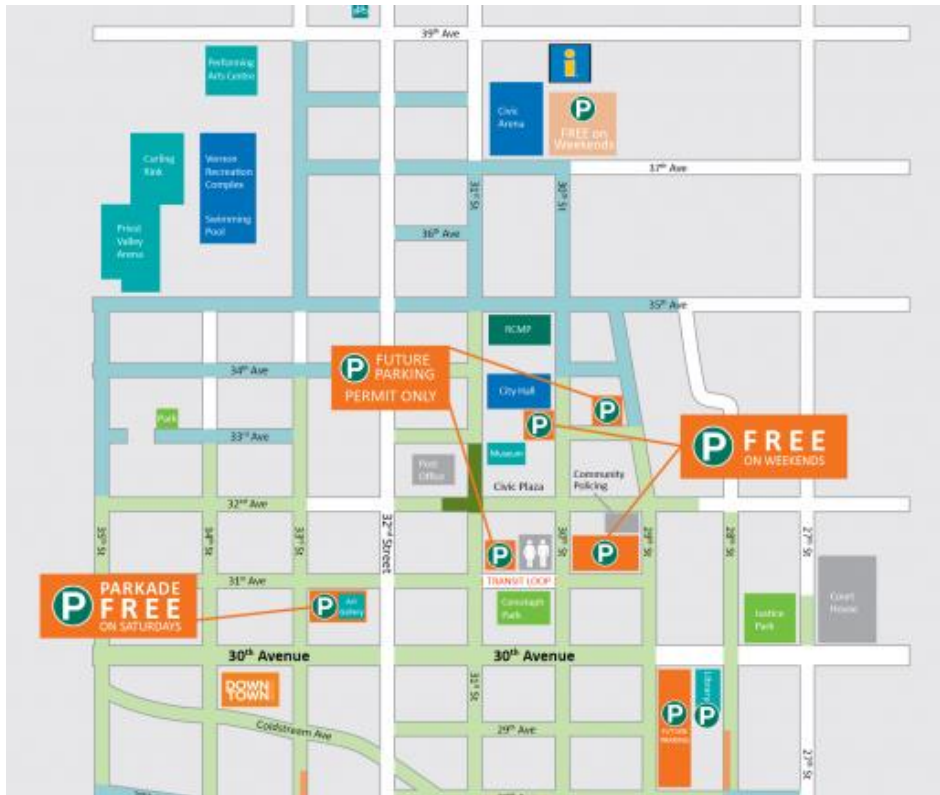 39th Ave
Performing
Arts Centre
i
Civic
Arena
P
FREE on
Weekends
Curling
Rink
Vernon
Recreation
Complex
Swimming
Pool
37th Ave
31st St
30th St
Priest
Valley
Arena
36th Ave
35th Ave
RCMP
P
FUTURE
PARKING
PERMIT ONLY
34th Ave
City Hall
P
P
Park
33rd Ave
P
FREE
ON WEEKENDS
Museum
Post
Office
Civic Plaza
Community
Policing
32nd Ave
35th St
34th St
33rd St
32nd Street
30th St
29th St
28th St
27th St
P
P
31st Ave
TRANSIT LOOP
P
PARKADE
FREE
ON SATURDAYS
P
Art
Gallery
Conolagh
Park
Justice
Park
Court
House
30th Avenue
30th Avenue
DOWN
TOWN
31st St
Library
P
P
FUTURE
PARKING
Coldstream Ave
29th Ave
27th St